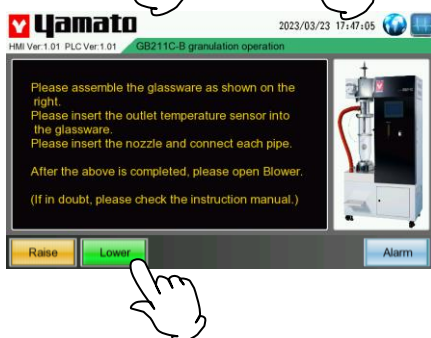 Yamato
2023/03/23 17:47:05
HMI Ver:1.01 PLC Ver:1.01
GB211C-B granulation operation
Please assemble the glassware as shown on the
right.
Please insert the outlet temperature sensor into
the glassware.
Please insert the nozzle and connect each pipe.
After the above is completed, please open Blower.
(If in doubt, please check the instruction manual.)
Raise
Lower
Alarm